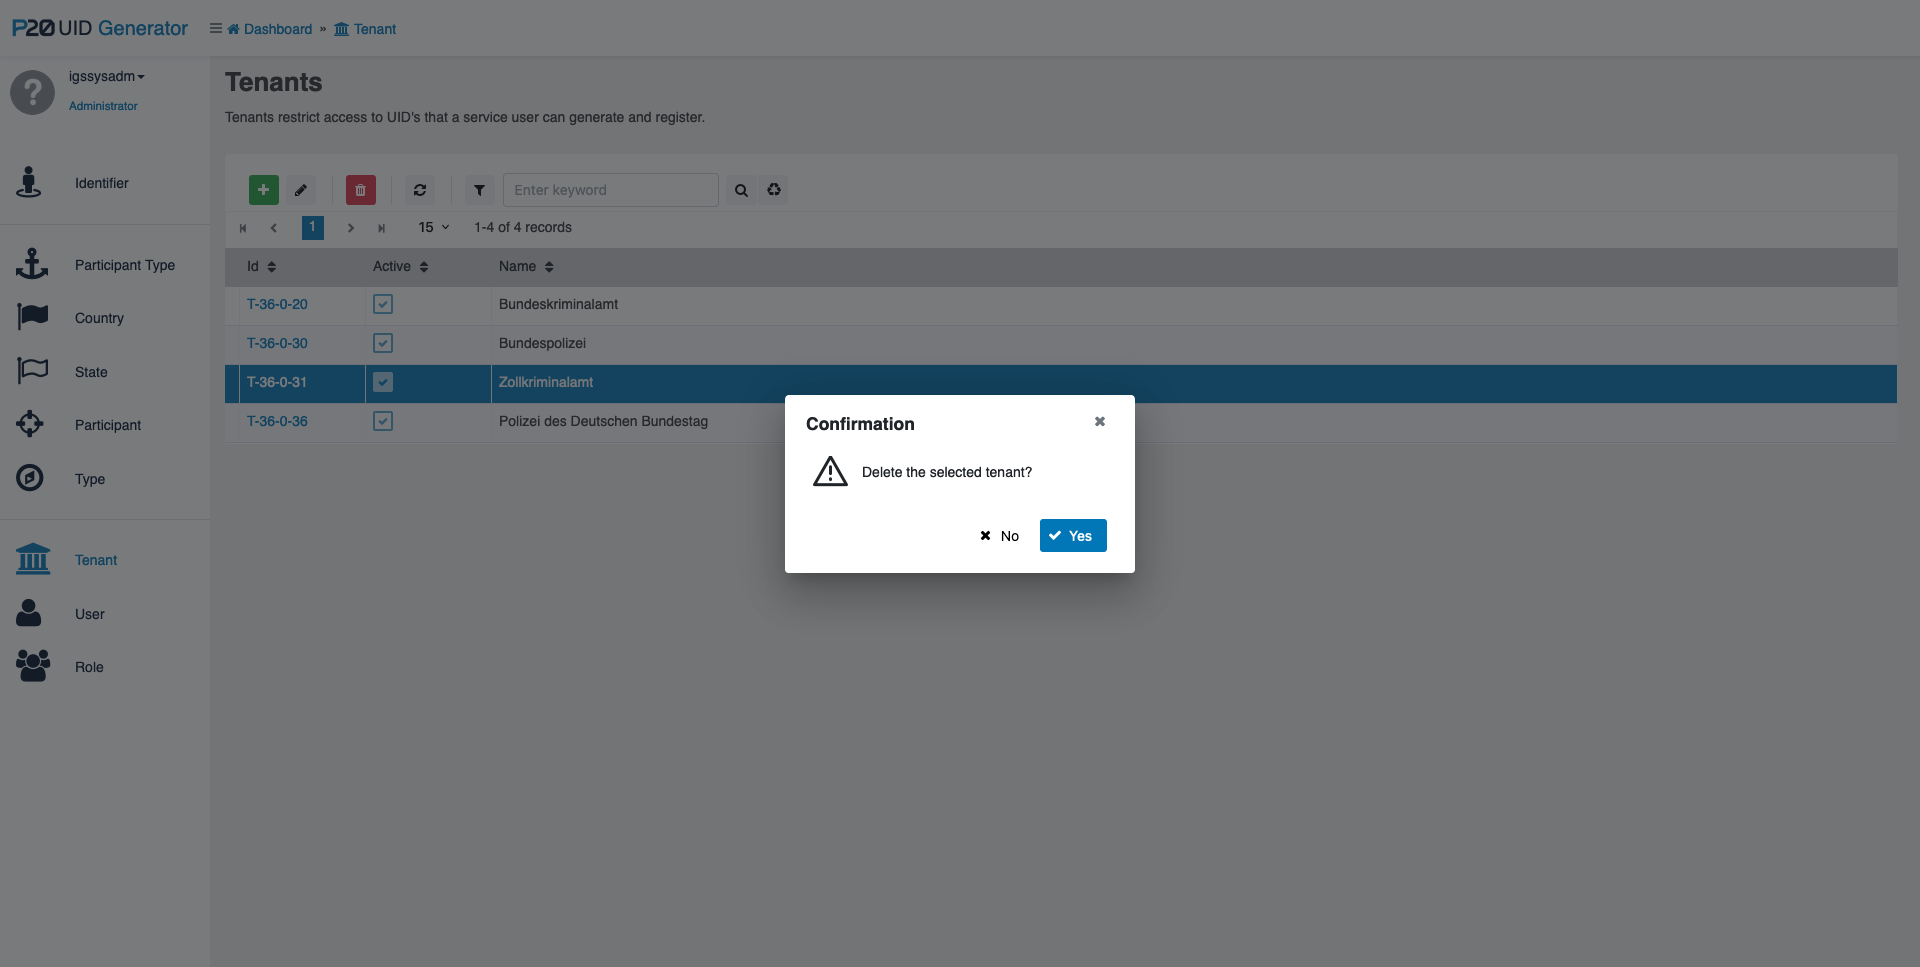 P20 UID Generator
Dashboard » Tenant
igssysadm
Administrator
Identifier
Participant Type
Country
State
Participant
Type
Tenant
User
Role
Tenants
Tenants restrict access to UID's that a service user can generate and register.
Enter keyword
1 15 1-4 of 4 records
Id Active Name
T-36-0-20 Bundeskriminalamt
T-36-0-30 Bundespolizei
T-36-0-31 Zollkriminalamt
T-36-0-36 Polizei des Deutschen Bundestag
Confirmation
Delete the selected tenant?
No Yes